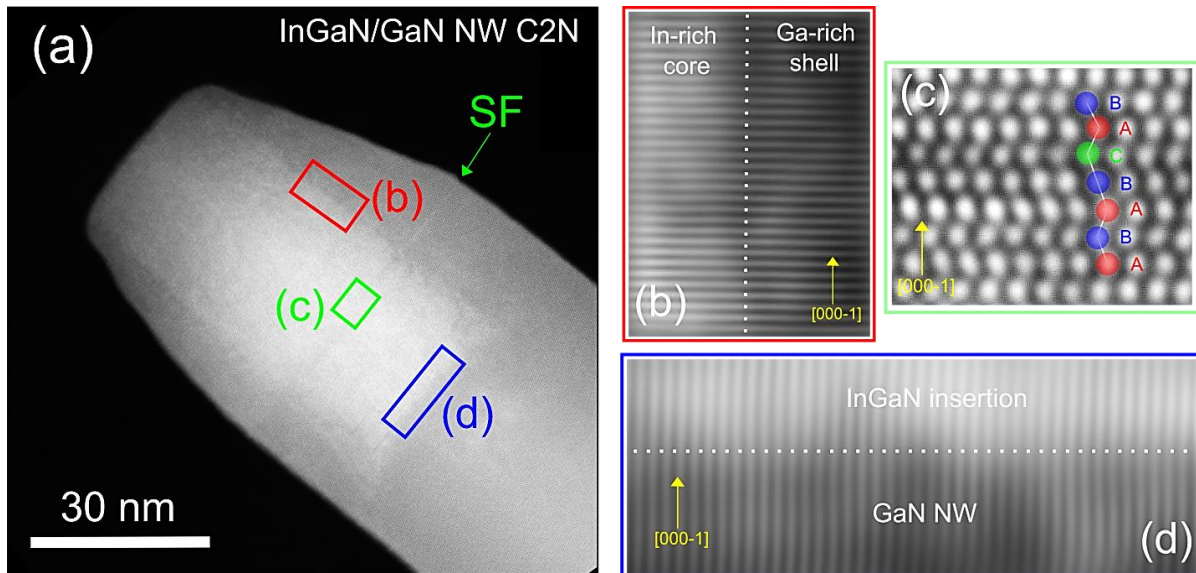 (a)
InGaN/GaN NW C2N
SF
(b)
(c)
(d)
30 nm
In-rich
core
Ga-rich
shell
[000-1]
(b)
(c)
B
A
C
B
A
B
A
[000-1]
InGaN insertion
GaN NW
[000-1]
(d)